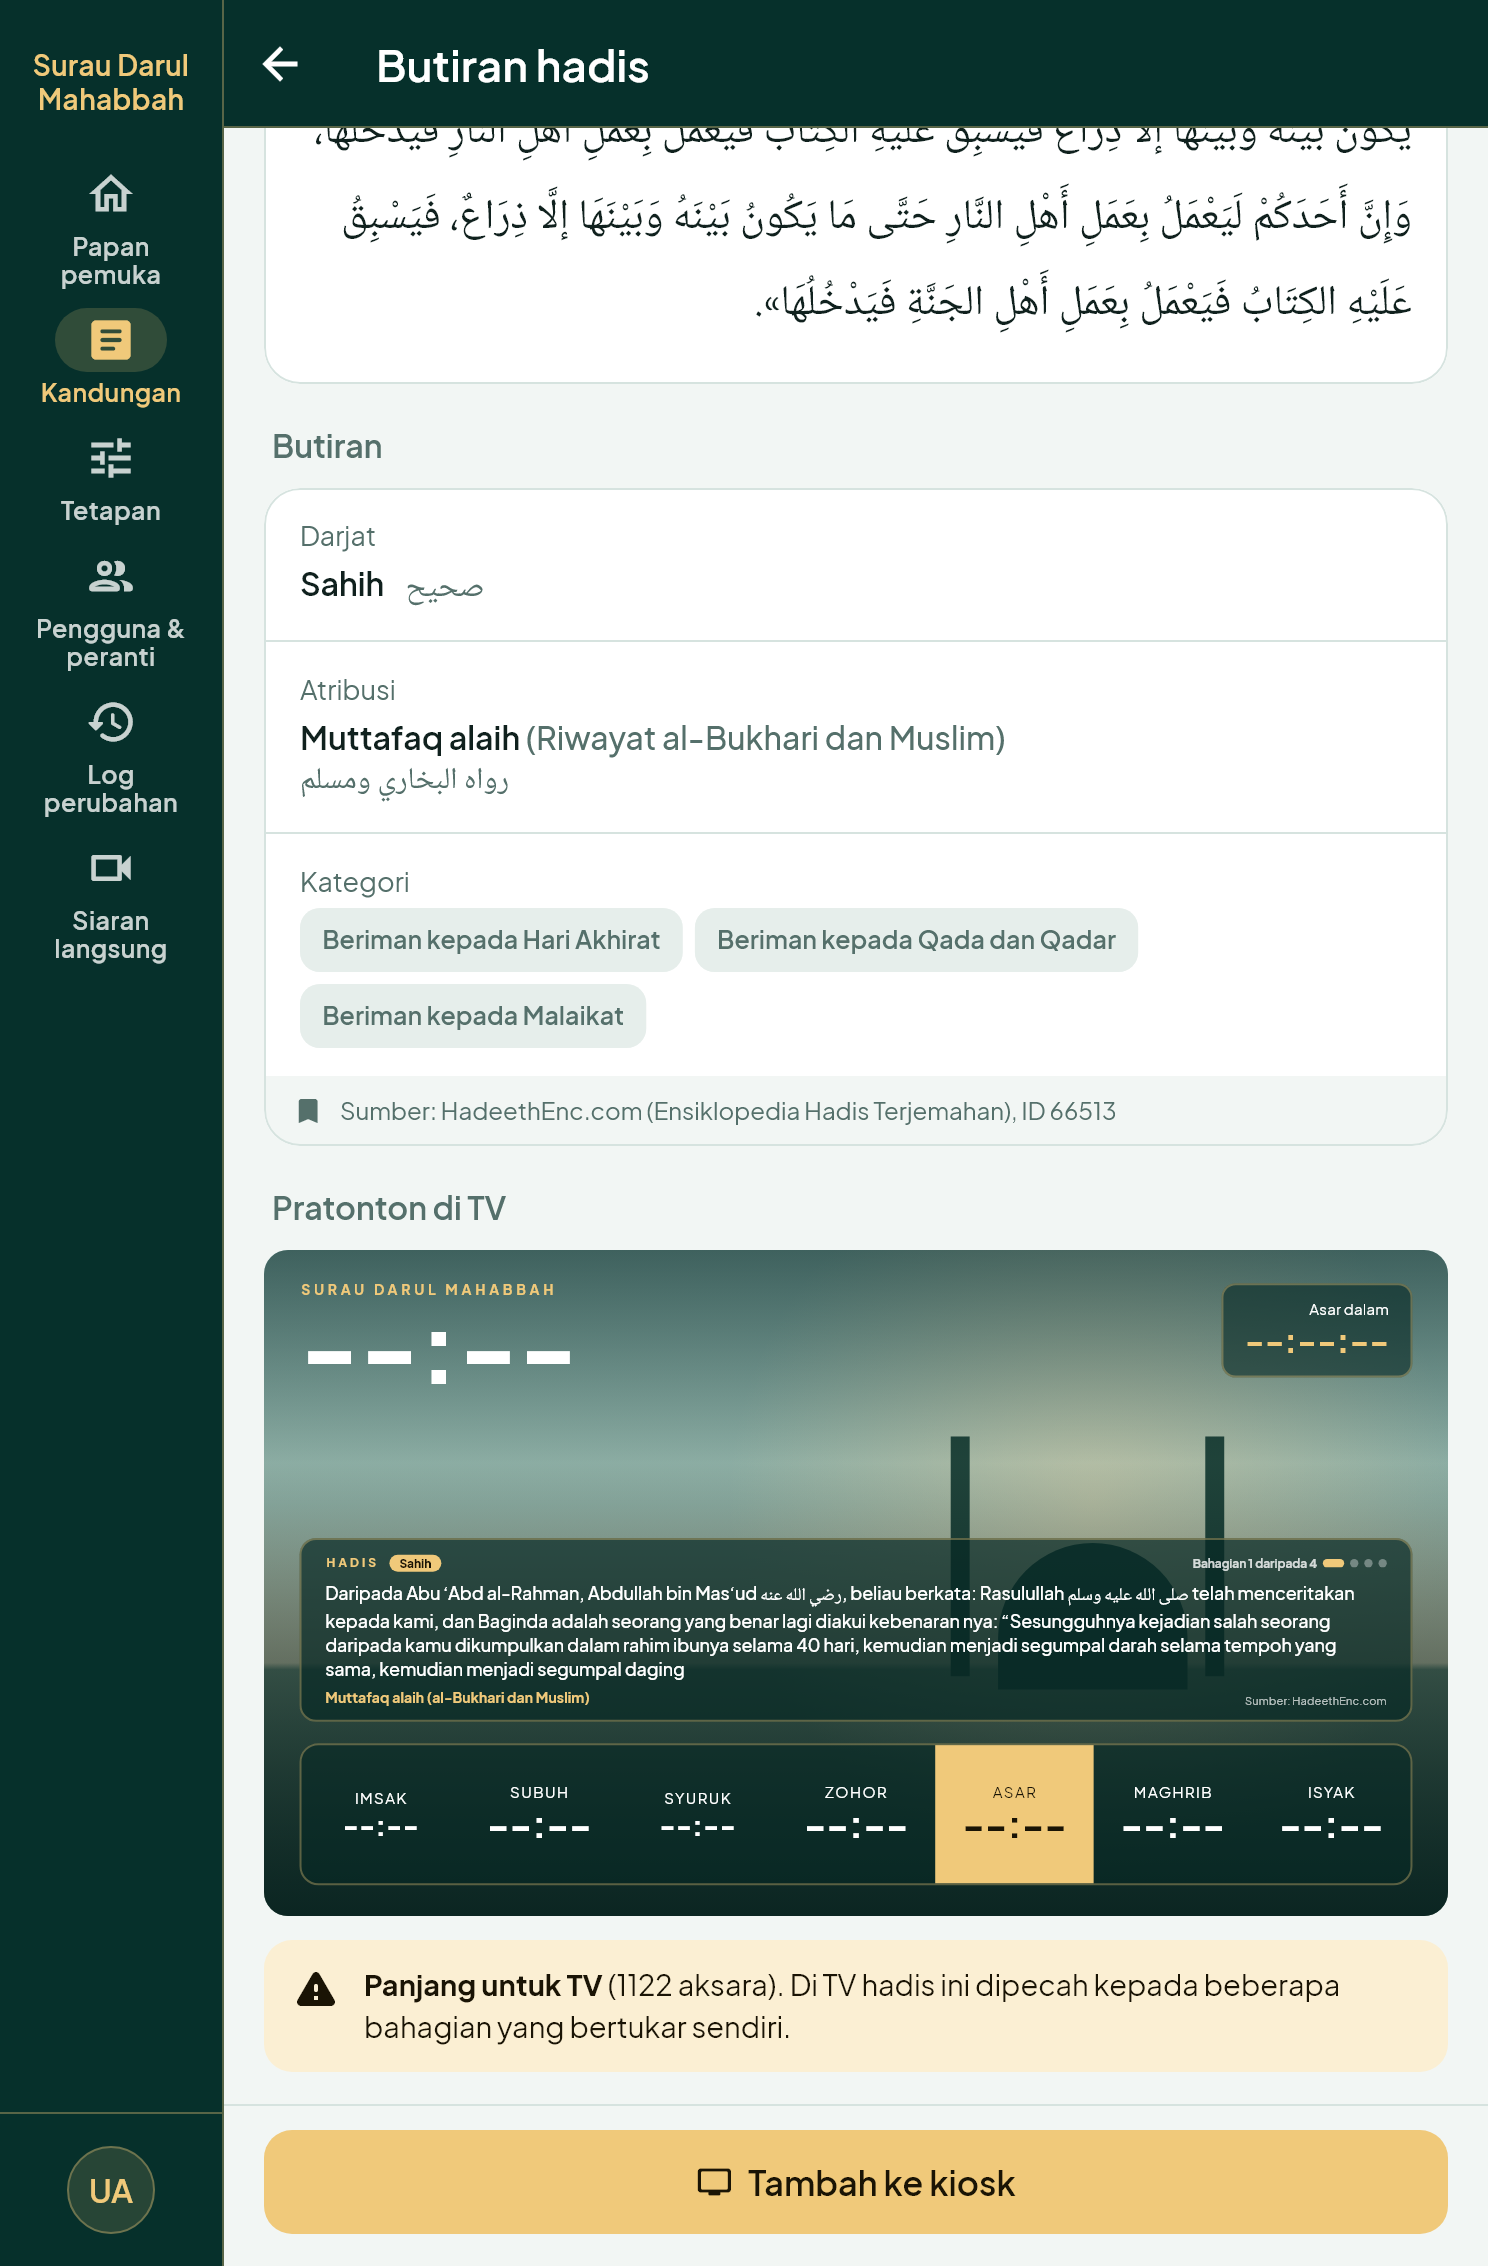 Surau Darul
Mahabbah
Papan
pemuka
Kandungan
Tetapan
Pengguna &
peranti
Log
perubahan
Siaran
langsung
UA
Butiran hadis
يَكُونُ بَيْنَهُ وَبَيْنَهَا إِلَّا ذِرَاعٌ فَيَسْبِقُ عَلَيْهِ الكِتَابُ فَيَعْمَلُ بِعَمَلِ أَهْلِ النَّارِ فَيَدْخُلُهَا،
وَإِنَّ أَحَدَكُمْ لَيَعْمَلُ بِعَمَلِ أَهْلِ النَّارِ حَتَّى مَا يَكُونُ بَيْنَهُ وَبَيْنَهَا إِلَّا ذِرَاعٌ، فَيَسْبِقُ
عَلَيْهِ الكِتَابُ فَيَعْمَلُ بِعَمَلِ أَهْلِ الجَنَّةِ فَيَدْخُلُهَا».
Butiran
Darjat
Sahih صحيح
Atribusi
Muttafaq alaih (Riwayat al-Bukhari dan Muslim)
رواه البخاري ومسلم
Kategori
Beriman kepada Hari Akhirat Beriman kepada Qada dan Qadar
Beriman kepada Malaikat
Sumber: HadeethEnc.com (Ensiklopedia Hadis Terjemahan), ID 66513
Pratonton di TV
SURAU DARUL MAHABBAH
--:--
Asar dalam
--:--:--
HADIS Sahih Bahagian 1 daripada 4
Daripada Abu ‘Abd al-Rahman, Abdullah bin Mas‘ud رضي الله عنه, beliau berkata: Rasulullah صلى الله عليه وسلم telah menceritakan
kepada kami, dan Baginda adalah seorang yang benar lagi diakui kebenaran nya: “Sesungguhnya kejadian salah seorang
daripada kamu dikumpulkan dalam rahim ibunya selama 40 hari, kemudian menjadi segumpal darah selama tempoh yang
sama, kemudian menjadi segumpal daging
Muttafaq alaih (al-Bukhari dan Muslim) Sumber: HadeethEnc.com
IMSAK SUBUH SYURUK ZOHOR ASAR MAGHRIB ISYAK
--:-- --:-- --:-- --:-- --:-- --:-- --:--
Panjang untuk TV (1122 aksara). Di TV hadis ini dipecah kepada beberapa
bahagian yang bertukar sendiri.
Tambah ke kiosk